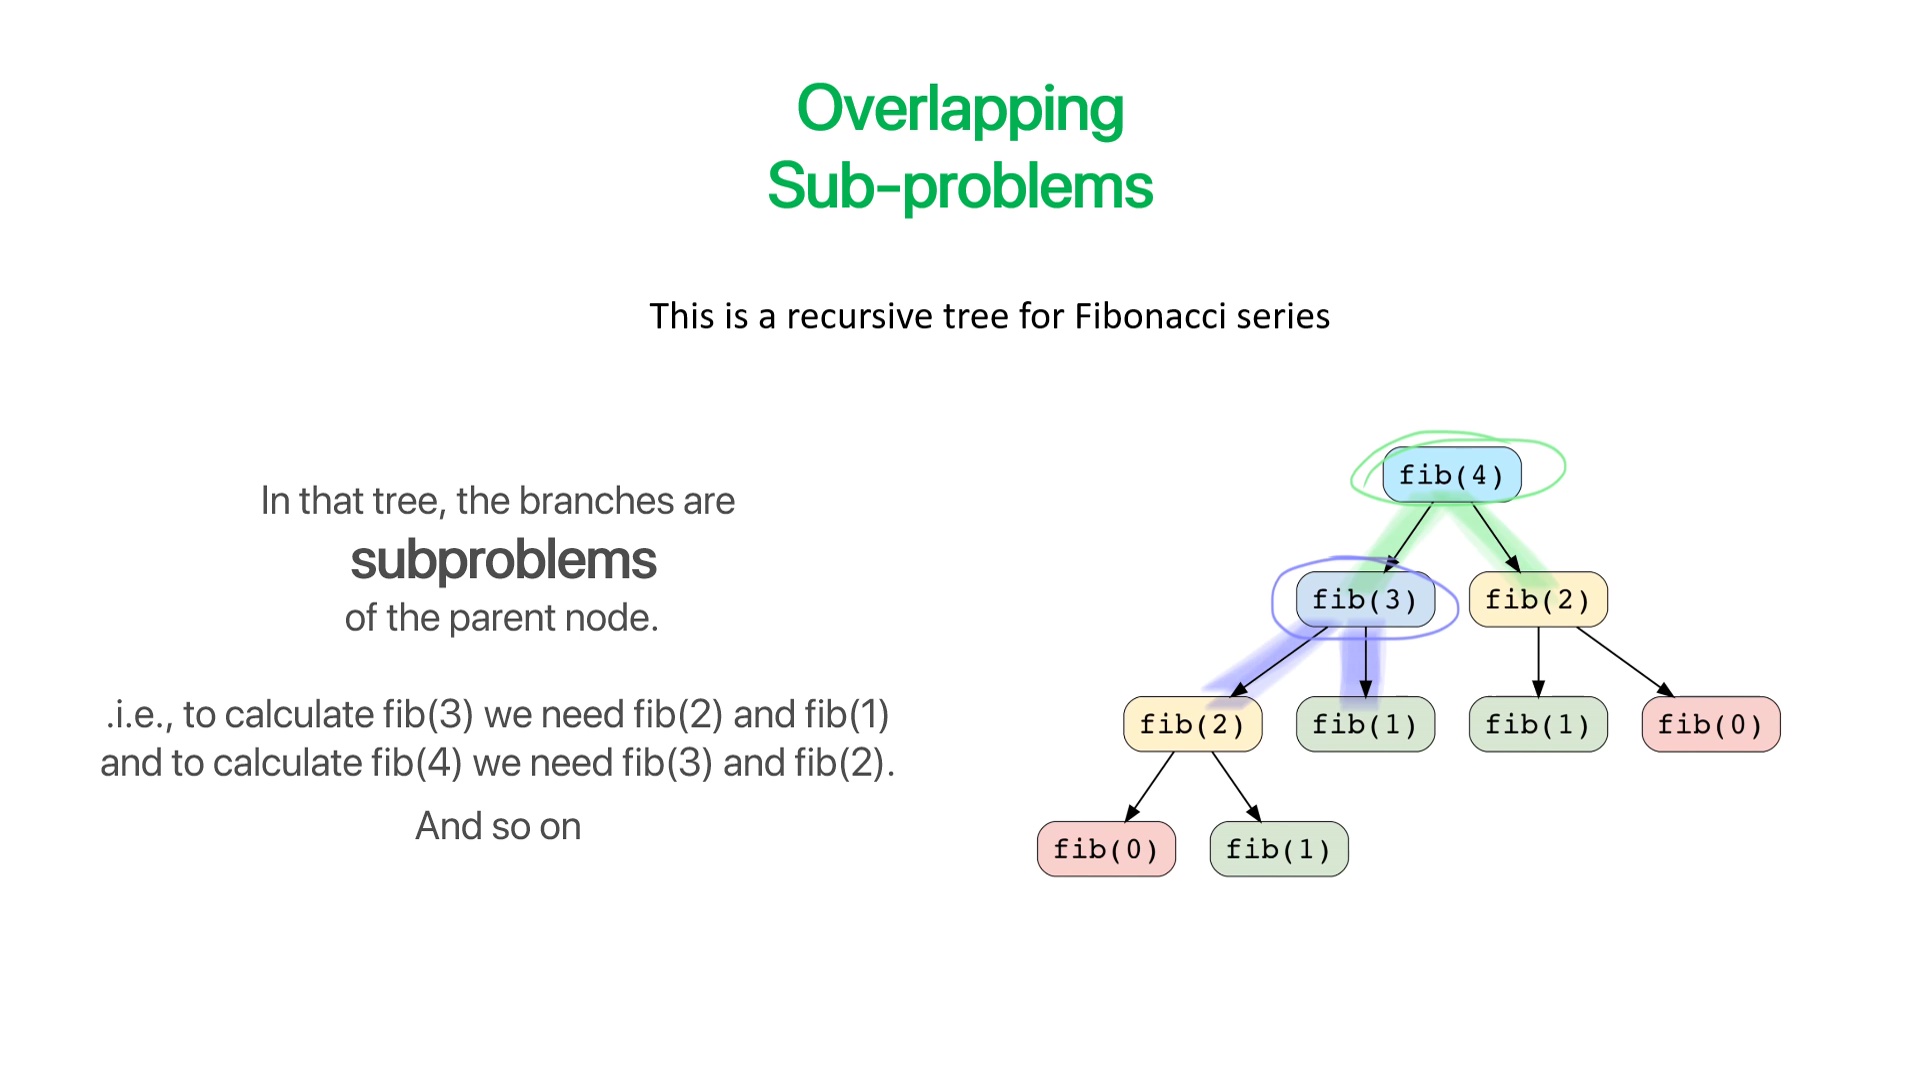 Overlapping
Sub-problems
This is a recursive tree for Fibonacci series
In that tree, the branches are
subproblems
of the parent node.
.i.e., to calculate fib(3) we need fib(2) and fib(1)
and to calculate fib(4) we need fib(3) and fib(2).
And so on
fib(4)
fib(3) fib(2)
fib(2) fib(1) fib(1) fib(0)
fib(0) fib(1)